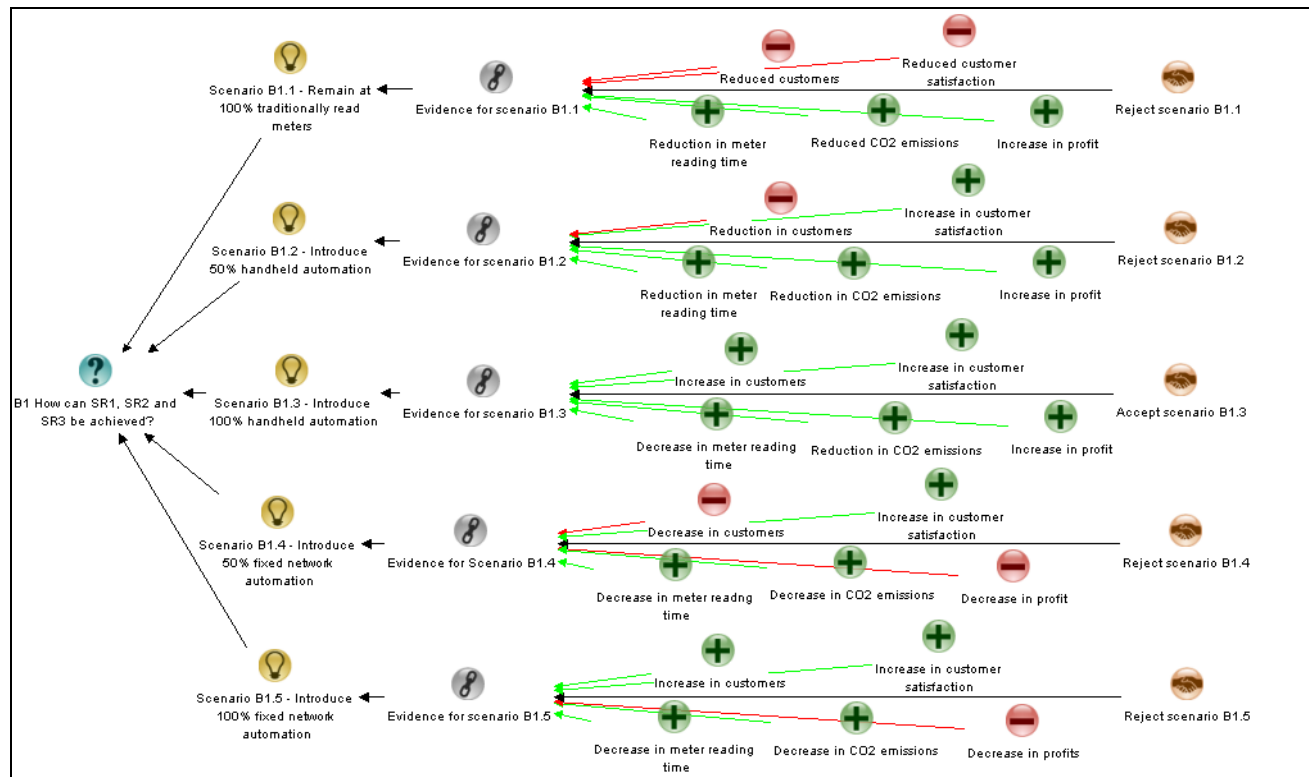 Reduced customers
Reduced customer
satisfaction
Scenario B1.1 - Remain at
100% traditionally read
meters
Evidence for scenario B1.1
Reject scenario B1.1
Reduction in meter
reading time
Reduced CO2 emissions
Increase in profit
Reduction in customers
Increase in customer
satisfaction
Scenario B1.2 - Introduce
50% handheld automation
Evidence for scenario B1.2
Reject scenario B1.2
Reduction in meter
reading time
Reduction in CO2 emissions
Increase in profit
B1 How can SR1, SR2 and
SR3 be achieved?
Increase in customers
Increase in customer
satisfaction
Scenario B1.3 - Introduce
100% handheld automation
Evidence for scenario B1.3
Accept scenario B1.3
Decrease in meter reading
time
Reduction in CO2 emissions
Increase in profit
Decrease in customers
Increase in customer
satisfaction
Scenario B1.4 - Introduce
50% fixed network
automation
Evidence for Scenario B1.4
Reject scenario B1.4
Decrease in meter readng
time
Decrease in CO2 emissions
Decrease in profit
Increase in customers
Increase in customer
satisfaction
Scenario B1.5 - Introduce
100% fixed network
automation
Evidence for scenario B1.5
Reject scenario B1.5
Decrease in meter reading
time
Decrease in CO2 emissions
Decrease in profits